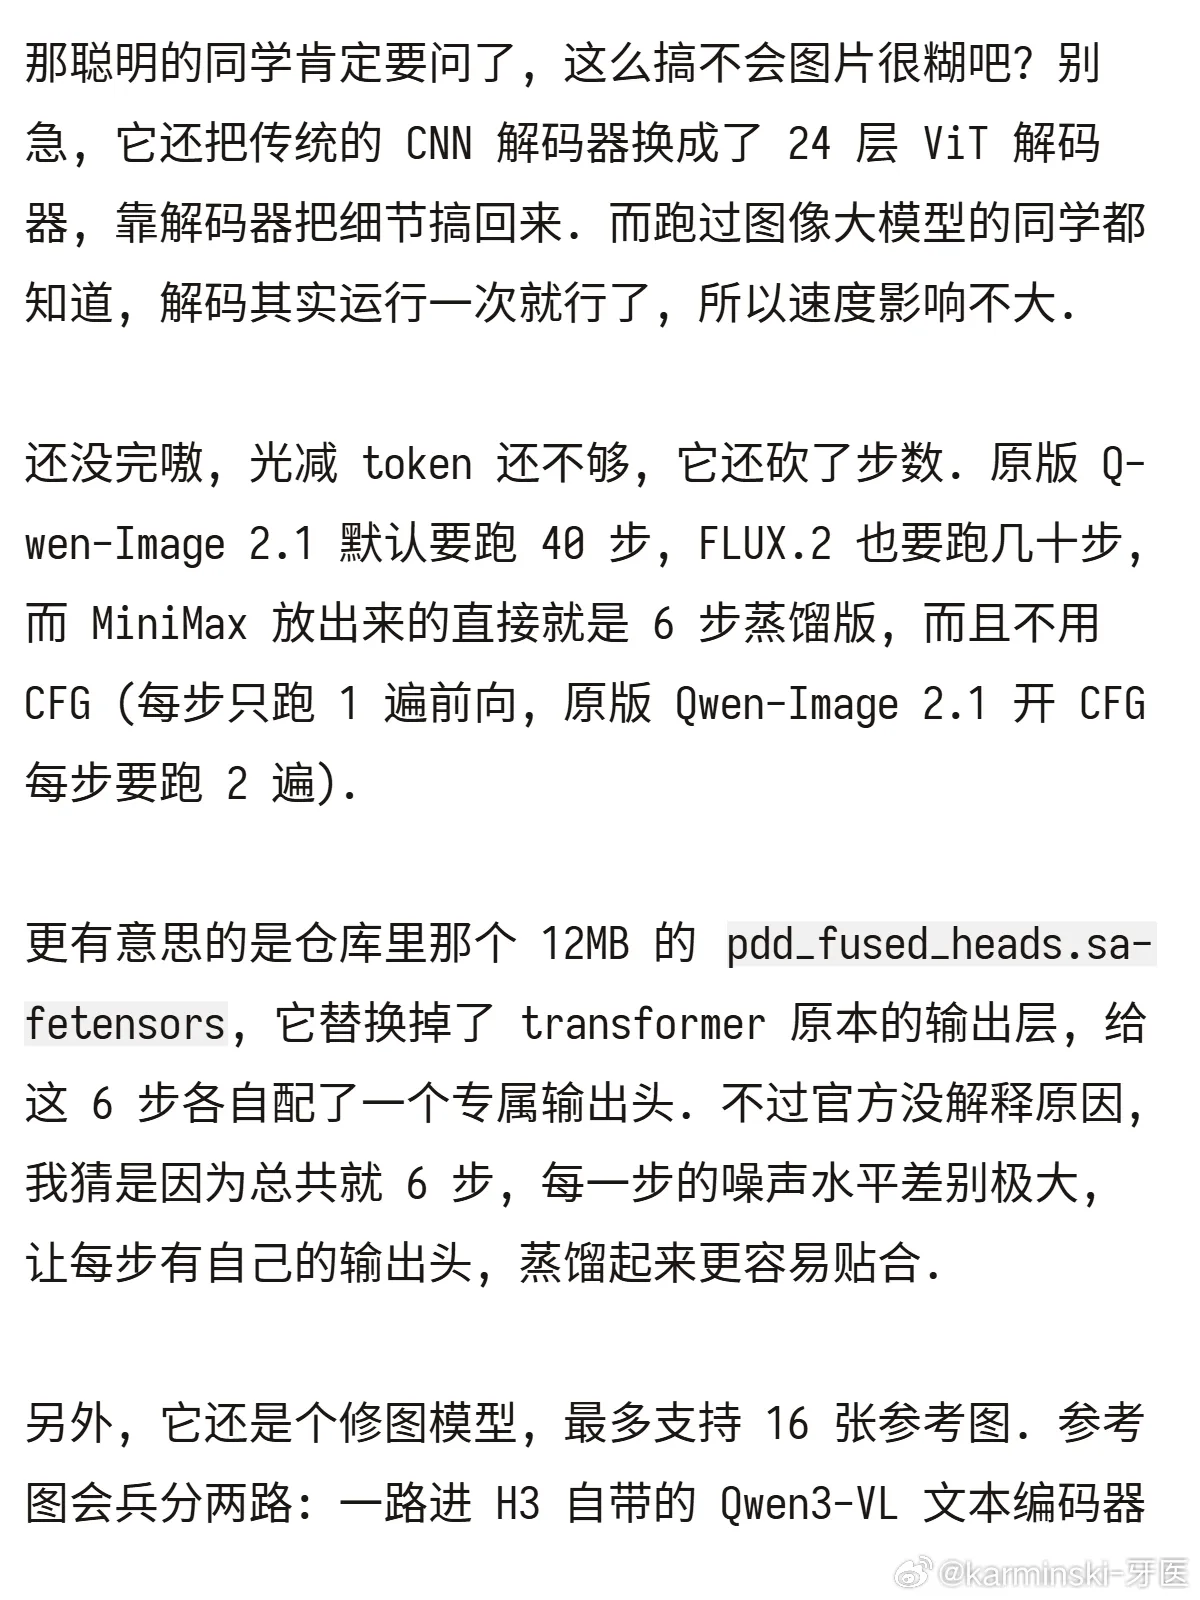 那聪明的同学肯定要问了, 这么搞不会图片很糊吧? 别
急, 它还把传统的 CNN 解码器换成了 24 层 ViT 解码
器, 靠解码器把细节搞回来. 而跑过图像大模型的同学都
知道, 解码其实运行一次就行了, 所以速度影响不大.
还没完嗷, 光减 token 还不够, 它还砍了步数. 原版 Q-
wen-Image 2.1 默认要跑 40 步, FLUX.2 也要跑几十步,
而 MiniMax 放出来的直接就是 6 步蒸馏版, 而且不用
CFG (每步只跑 1 遍前向, 原版 Qwen-Image 2.1 开 CFG
每步要跑 2 遍).
更有意思的是仓库里那个 12MB 的 pdd_fused_heads.sa-
fetensors, 它替换掉了 transformer 原本的输出层, 给
这 6 步各自配了一个专属输出头. 不过官方没解释原因,
我猜是因为总共就 6 步, 每一步的噪声水平差别极大,
让每步有自己的输出头, 蒸馏起来更容易贴合.
另外, 它还是个修图模型, 最多支持 16 张参考图. 参考
图会兵分两路: 一路进 H3 自带的 Qwen3-VL 文本编码器
@karminski-牙医